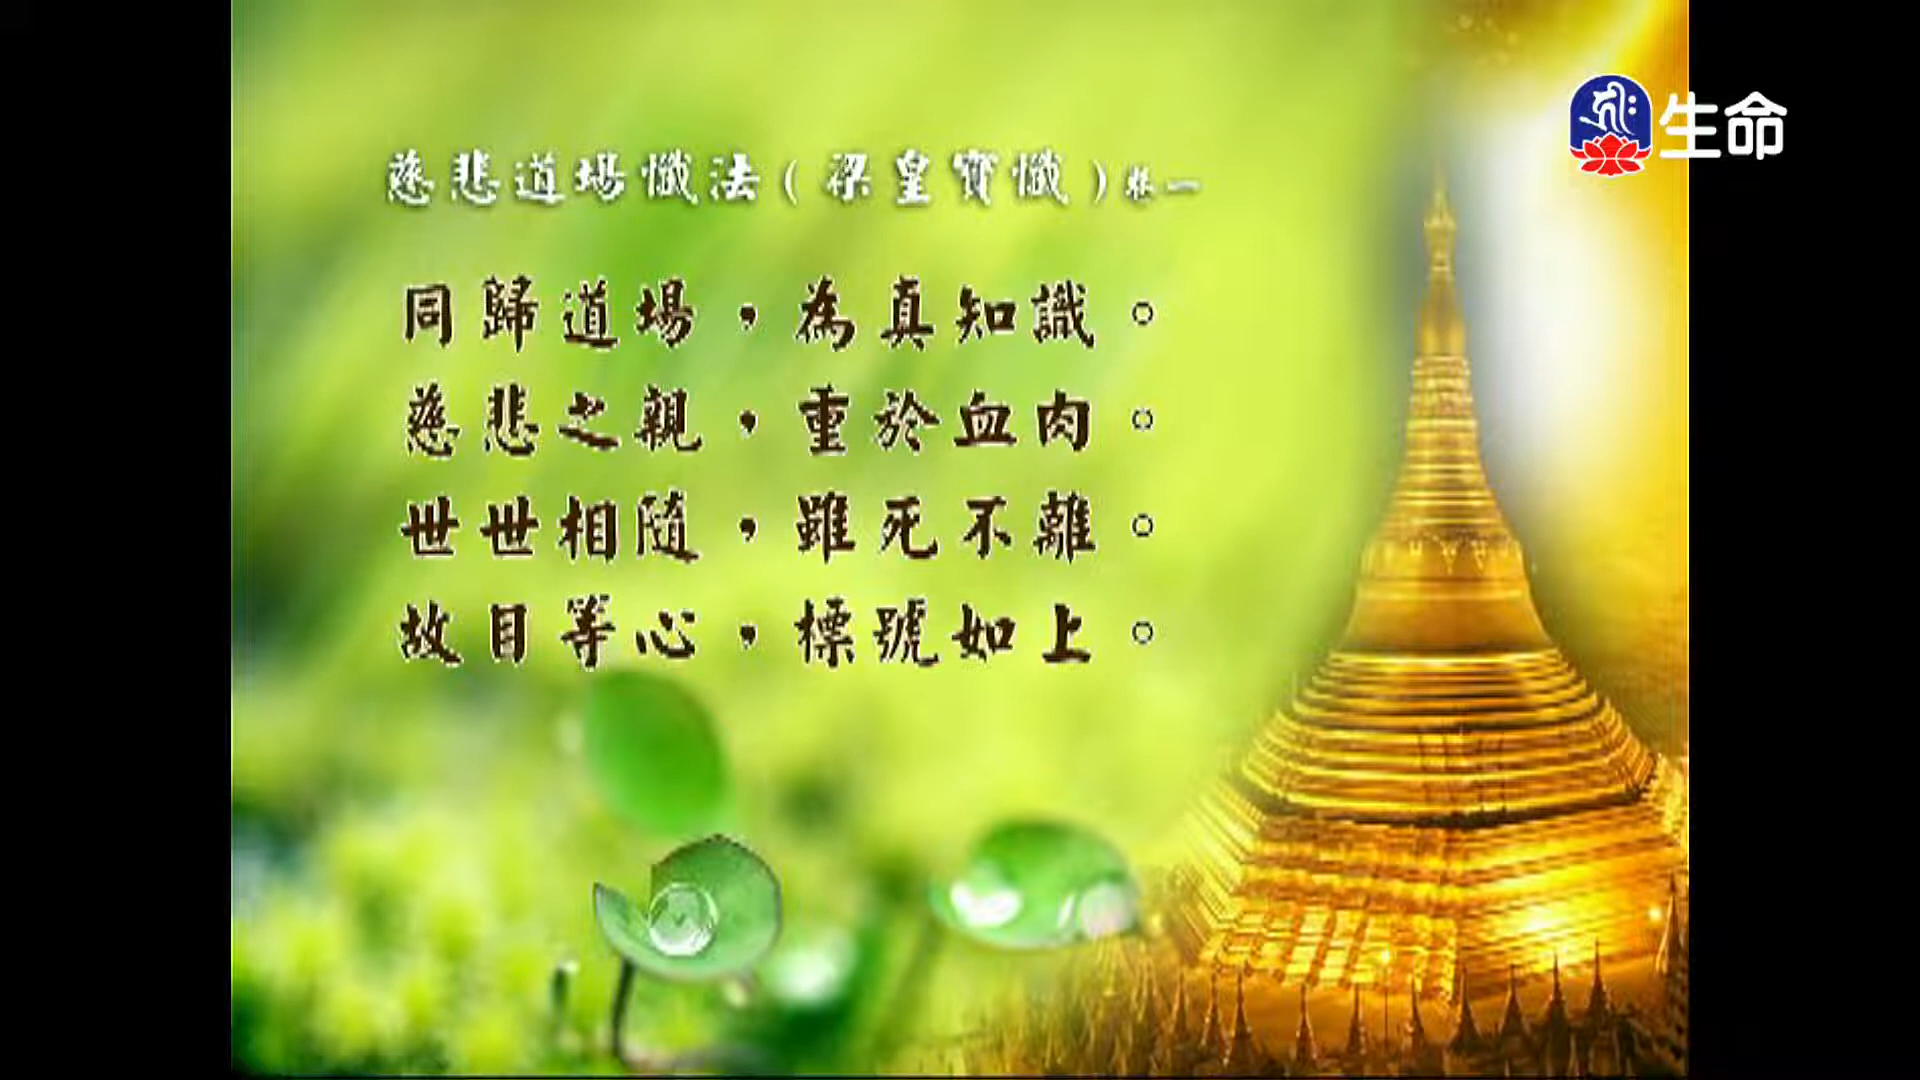 生命
慈悲道場懺法(梁皇寶懺)卷一
同歸道場,為真知識。
慈悲之親,重於血肉。
世世相隨,雖死不離。
故目等心,標號如上。